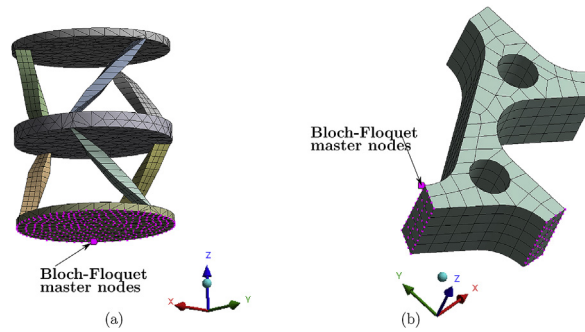 Bloch-Floquet
master nodes
Z
X
Y
(a)
Bloch-Floquet
master nodes
Y
Z
X
(b)